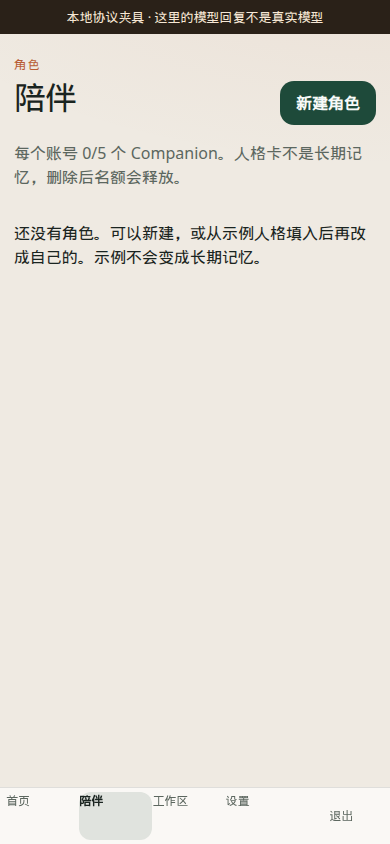 本地协议夹具 · 这里的模型回复不是真实模型
角色
陪伴
新建角色
每个账号 0/5 个 Companion。人格卡不是长期记
忆，删除后名额会释放。
还没有角色。可以新建，或从示例人格填入后再改
成自己的。示例不会变成长期记忆。
首页 陪伴 工作区 设置
退出